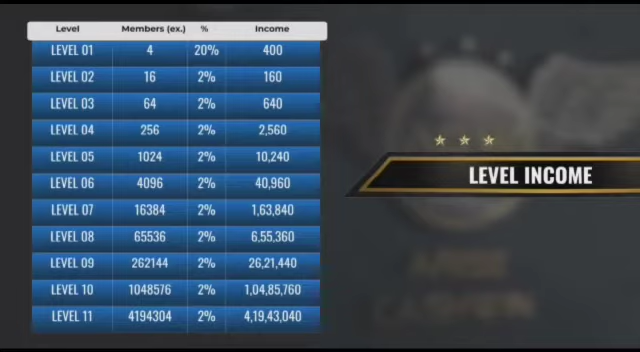 Level Members (ex.) % Income
LEVEL 01 4 20% 400
LEVEL 02 16 2% 160
LEVEL 03 64 2% 640
LEVEL 04 256 2% 2,560
LEVEL 05 1024 2% 10,240
LEVEL 06 4096 2% 40,960
LEVEL 07 16384 2% 1,63,840
LEVEL 08 65536 2% 6,55,360
LEVEL 09 262144 2% 26,21,440
LEVEL 10 1048576 2% 1,04,85,760
LEVEL 11 4194304 2% 4,19,43,040
LEVEL INCOME